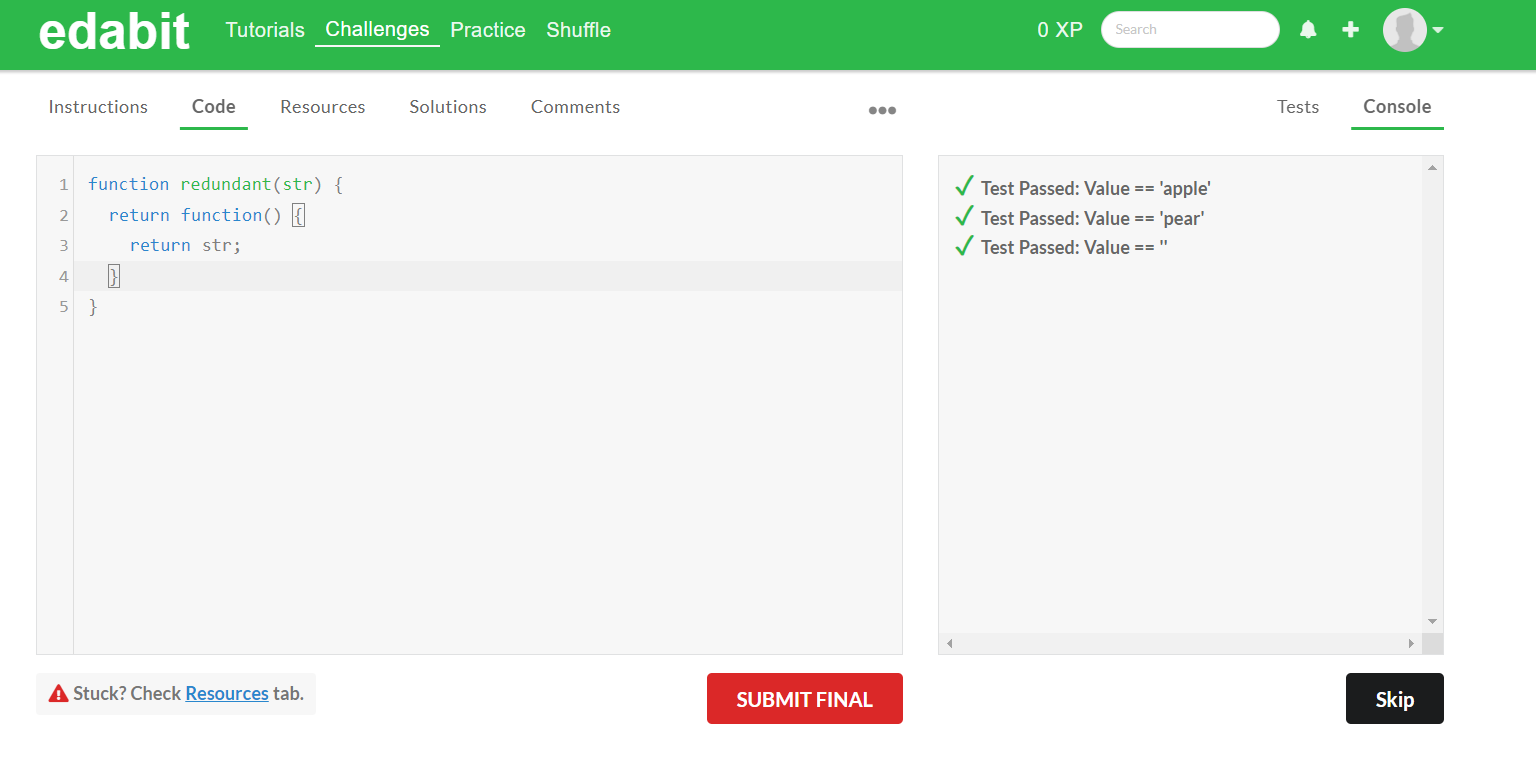 edabit Tutorials Challenges Practice Shuffle 0 XP Search
Instructions Code Resources Solutions Comments Tests Console
1 function redundant(str) {
2 return function() {
3 return str;
4 }
5 }
Test Passed: Value == 'apple'
Test Passed: Value == 'pear'
Test Passed: Value == ''
Stuck? Check Resources tab.
SUBMIT FINAL
Skip